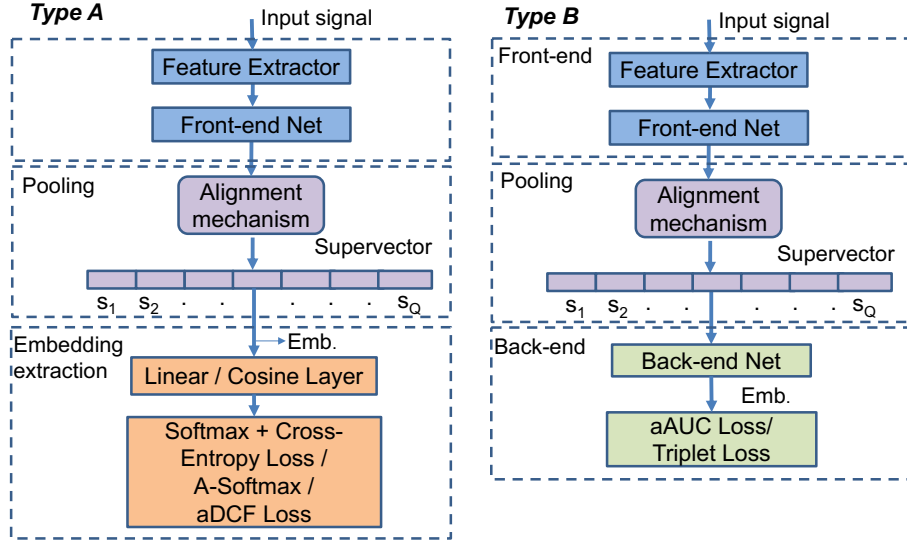 Type A
Input signal
Feature Extractor
Front-end Net
Pooling
Alignment
mechanism
Supervector
s1 s2 . . . . . sQ
Emb.
Embedding
extraction
Linear / Cosine Layer
Softmax + Cross-
Entropy Loss /
A-Softmax /
aDCF Loss
Type B
Input signal
Front-end
Feature Extractor
Front-end Net
Pooling
Alignment
mechanism
Supervector
s1 s2 . . . . . sQ
Back-end
Back-end Net
Emb.
aAUC Loss/
Triplet Loss